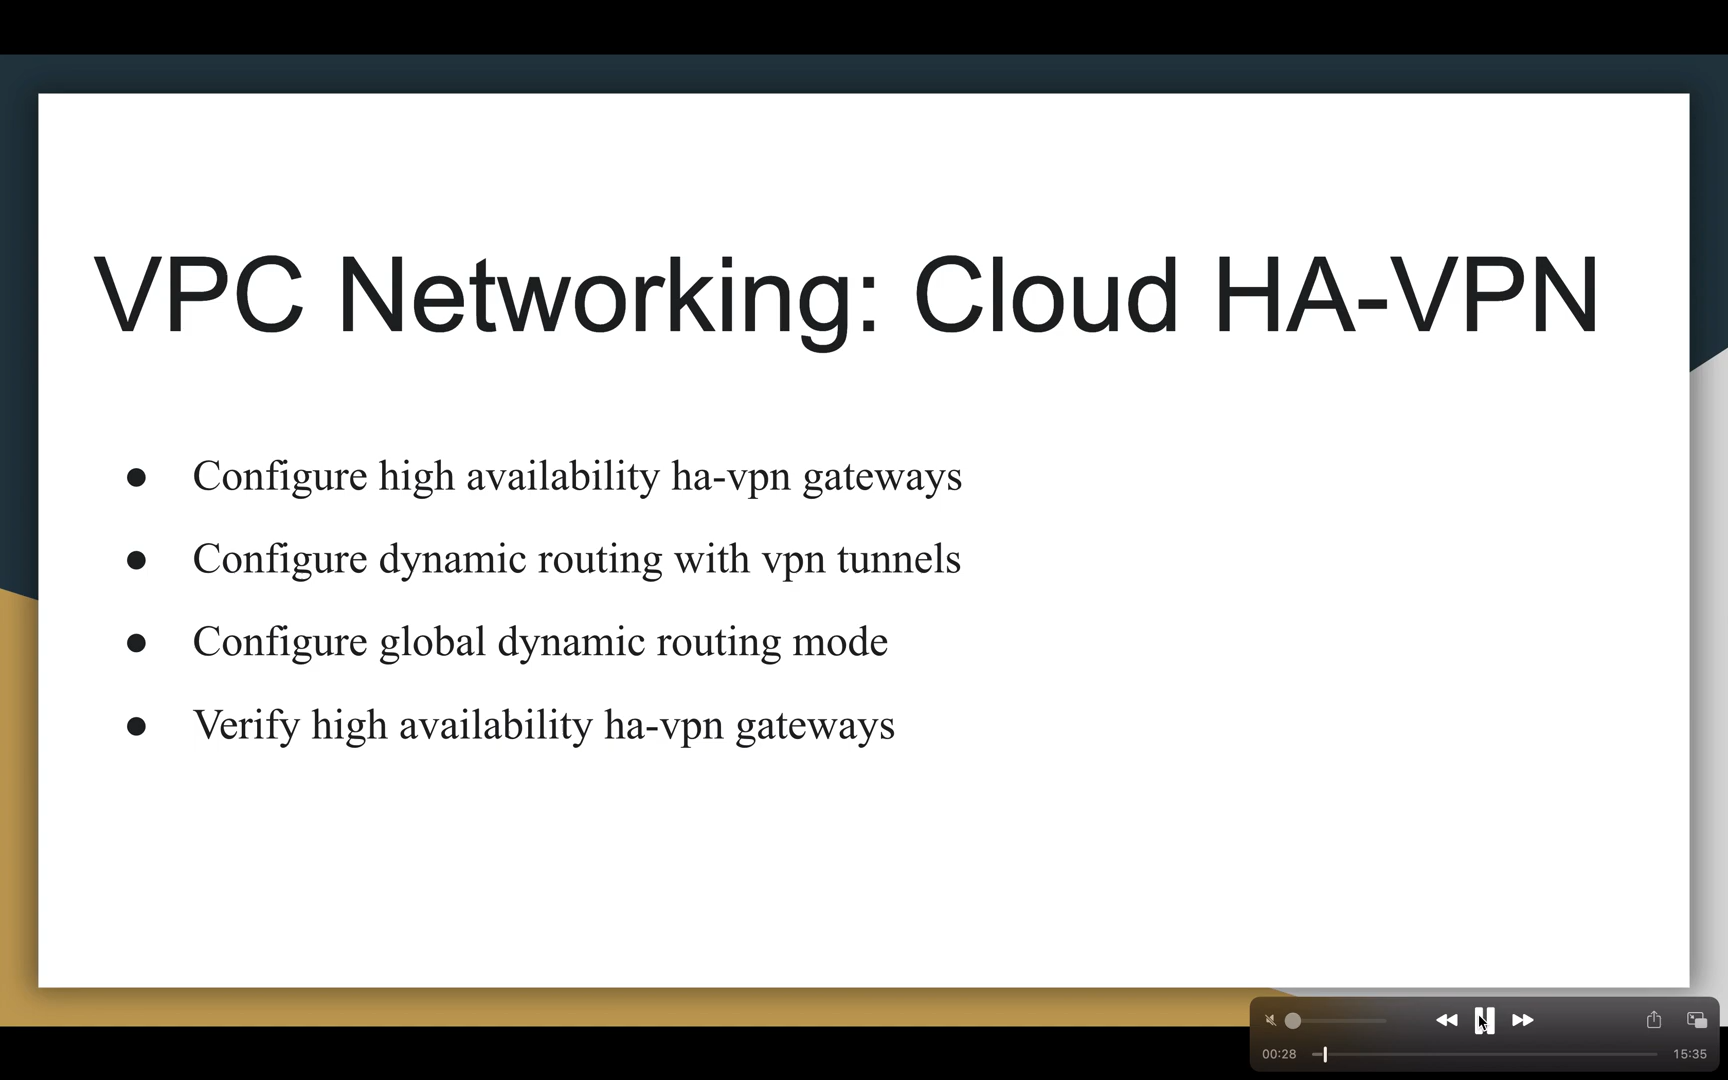 VPC Networking: Cloud HA-VPN
● Configure high availability ha-vpn gateways
● Configure dynamic routing with vpn tunnels
● Configure global dynamic routing mode
● Verify high availability ha-vpn gateways
00:28
15:35